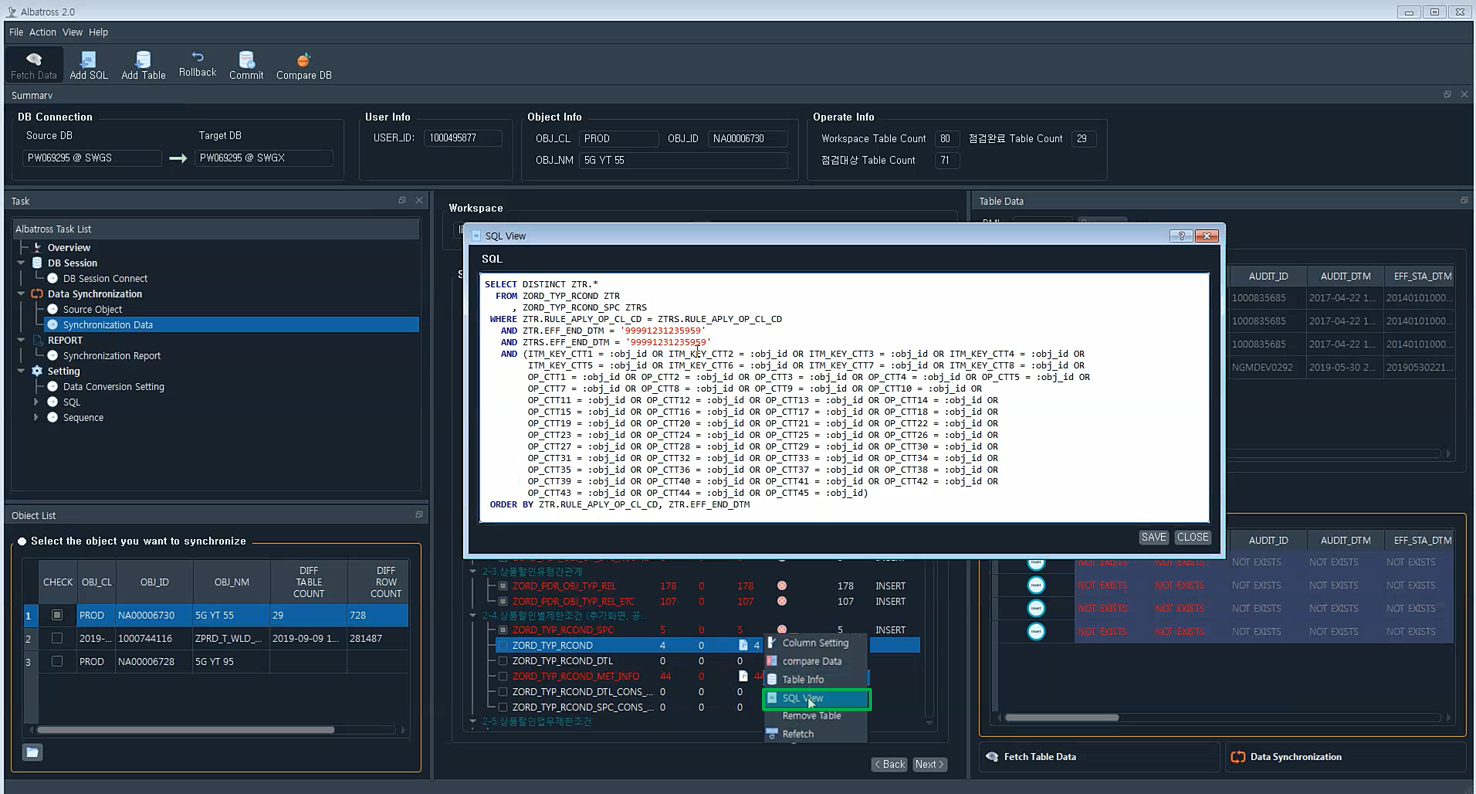 Albatross 2.0
File Action View Help
Fetch Data Add SQL Add Table Rollback Commit Compare DB
Summary
DB Connection
Source DB Target DB
PW069295 @ SWGS PW069295 @ SWGX
User Info
USER_ID: 1000495877
Object Info
OBJ_CL PROD OBJ_ID NA00006730
OBJ_NM 5G YT 55
Operate Info
Workspace Table Count 80 점검완료 Table Count 29
점검대상 Table Count 71
Task
Albatross Task List
Overview
DB Session
DB Session Connect
Data Synchronization
Source Object
Synchronization Data
REPORT
Synchronization Report
Setting
Data Conversion Setting
SQL
Sequence
Object List
Select the object you want to synchronize
CHECK OBJ_CL OBJ_ID OBJ_NM DIFF TABLE COUNT DIFF ROW COUNT
1 PROD NA00006730 5G YT 55 29 728
2 2019-... 1000744116 ZPRD_T_WLD_... 2019-09-09 1... 281487
3 PROD NA00006728 5G YT 95
Workspace
SQL View
SQL
SELECT DISTINCT ZTR.*
FROM ZORD_TYP_RCOND ZTR
, ZORD_TYP_RCOND_SPC ZTRS
WHERE ZTR.RULE_APLY_OP_CL_CD = ZTRS.RULE_APLY_OP_CL_CD
AND ZTR.EFF_END_DTM = '99991231235959'
AND ZTRS.EFF_END_DTM = '99991231235959'
AND (ITM_KEY_CTT1 = :obj_id OR ITM_KEY_CTT2 = :obj_id OR ITM_KEY_CTT3 = :obj_id OR ITM_KEY_CTT4 = :obj_id OR
ITM_KEY_CTT5 = :obj_id OR ITM_KEY_CTT6 = :obj_id OR ITM_KEY_CTT7 = :obj_id OR ITM_KEY_CTT8 = :obj_id OR
OP_CTT1 = :obj_id OR OP_CTT2 = :obj_id OR OP_CTT3 = :obj_id OR OP_CTT4 = :obj_id OR OP_CTT5 = :obj_id OR
OP_CTT7 = :obj_id OR OP_CTT8 = :obj_id OR OP_CTT9 = :obj_id OR OP_CTT10 = :obj_id OR
OP_CTT11 = :obj_id OR OP_CTT12 = :obj_id OR OP_CTT13 = :obj_id OR OP_CTT14 = :obj_id OR
OP_CTT15 = :obj_id OR OP_CTT16 = :obj_id OR OP_CTT17 = :obj_id OR OP_CTT18 = :obj_id OR
OP_CTT19 = :obj_id OR OP_CTT20 = :obj_id OR OP_CTT21 = :obj_id OR OP_CTT22 = :obj_id OR
OP_CTT23 = :obj_id OR OP_CTT24 = :obj_id OR OP_CTT25 = :obj_id OR OP_CTT26 = :obj_id OR
OP_CTT27 = :obj_id OR OP_CTT28 = :obj_id OR OP_CTT29 = :obj_id OR OP_CTT30 = :obj_id OR
OP_CTT31 = :obj_id OR OP_CTT32 = :obj_id OR OP_CTT33 = :obj_id OR OP_CTT34 = :obj_id OR
OP_CTT35 = :obj_id OR OP_CTT36 = :obj_id OR OP_CTT37 = :obj_id OR OP_CTT38 = :obj_id OR
OP_CTT39 = :obj_id OR OP_CTT40 = :obj_id OR OP_CTT41 = :obj_id OR OP_CTT42 = :obj_id OR
OP_CTT43 = :obj_id OR OP_CTT44 = :obj_id OR OP_CTT45 = :obj_id)
ORDER BY ZTR.RULE_APLY_OP_CL_CD, ZTR.EFF_END_DTM
SAVE CLOSE
2-3.상품할인유형간관계
ZORD_PDR_OBJ_TYP_REL 178 0 178 178 INSERT
ZORD_PDR_OBJ_TYP_REL_ETC 107 0 107 107 INSERT
2-4.상품할인별제한조건 (추가화면, 공...
ZORD_TYP_RCOND_SPC 5 0 5 5 INSERT
ZORD_TYP_RCOND 4 0 4
ZORD_TYP_RCOND_DTL 0 0 0
ZORD_TYP_RCOND_MET_INFO 44 0 44
ZORD_TYP_RCOND_DTL_CONS_... 0 0 0
ZORD_TYP_RCOND_SPC_CONS_... 0 0 0
2-5.상품할인업무제한조건
Column Setting
compare Data
Table Info
SQL View
Remove Table
Refetch
< Back Next >
Table Data
AUDIT_ID AUDIT_DTM EFF_STA_DTM
1000835685 2017-04-22 1... 20140101000...
1000835685 2017-04-22 1... 20140101000...
1000835685 2017-04-22 1... 20140101000...
NGMDEV0292 2019-05-30 2... 20190530221...
AUDIT_ID AUDIT_DTM EFF_STA_DTM
NOT EXISTS NOT EXISTS NOT EXISTS NOT EXISTS NOT EXISTS
NOT EXISTS NOT EXISTS NOT EXISTS NOT EXISTS NOT EXISTS
NOT EXISTS NOT EXISTS NOT EXISTS NOT EXISTS NOT EXISTS
NOT EXISTS NOT EXISTS NOT EXISTS NOT EXISTS NOT EXISTS
Fetch Table Data Data Synchronization